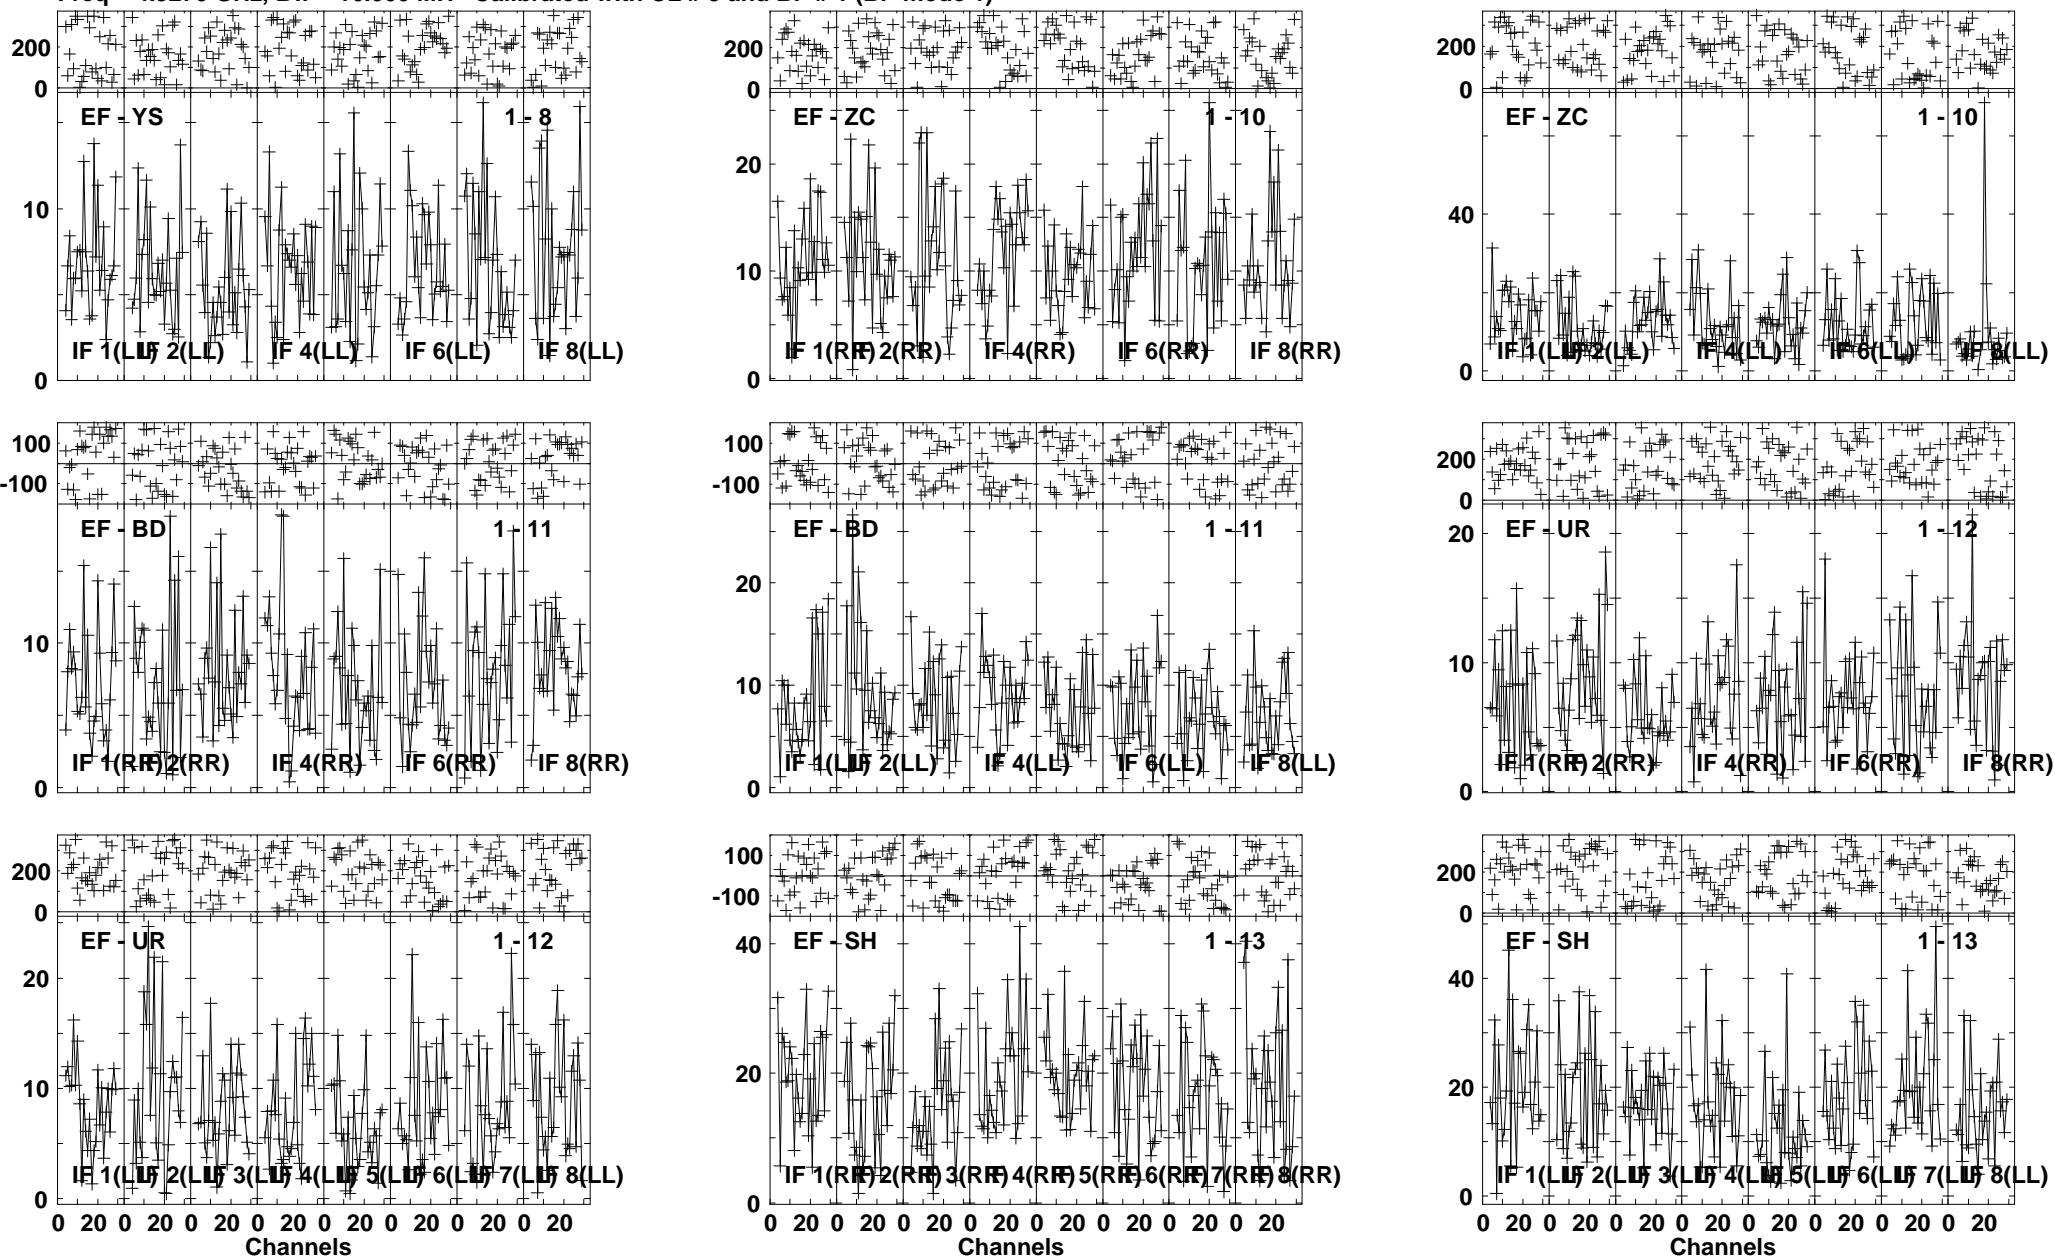 200
0
EF - YS 1 - 8
10
0
IF 1(LL) IF 2(LL) IF 4(LL) IF 6(LL) IF 8(LL)
200
0
EF - ZC 1 - 10
20
10
0
IF 1(RR) IF 2(RR) IF 4(RR) IF 6(RR) IF 8(RR)
200
0
EF - ZC 1 - 10
40
0
IF 1(LL) IF 2(LL) IF 4(LL) IF 6(LL) IF 8(LL)
100
-100
EF - BD 1 - 11
10
0
IF 1(RR) IF 2(RR) IF 4(RR) IF 6(RR) IF 8(RR)
100
-100
EF - BD 1 - 11
20
10
0
IF 1(LL) IF 2(LL) IF 4(LL) IF 6(LL) IF 8(LL)
200
0
EF - UR 1 - 12
20
10
0
IF 1(RR) IF 2(RR) IF 4(RR) IF 6(RR) IF 8(RR)
200
0
EF - UR 1 - 12
20
10
0
IF 1(LL) IF 2(LL) IF 3(LL) IF 4(LL) IF 5(LL) IF 6(LL) IF 7(LL) IF 8(LL)
0 20 0 20 0 20 0 20 0 20 0 20 0 20 0 20
Channels
100
-100
EF - SH 1 - 13
40
20
0
IF 1(RR) IF 2(RR) IF 3(RR) IF 4(RR) IF 5(RR) IF 6(RR) IF 7(RR) IF 8(RR)
0 20 0 20 0 20 0 20 0 20 0 20 0 20 0 20
Channels
200
0
EF - SH 1 - 13
40
20
0
IF 1(LL) IF 2(LL) IF 3(LL) IF 4(LL) IF 5(LL) IF 6(LL) IF 7(LL) IF 8(LL)
0 20 0 20 0 20 0 20 0 20 0 20 0 20 0 20
Channels